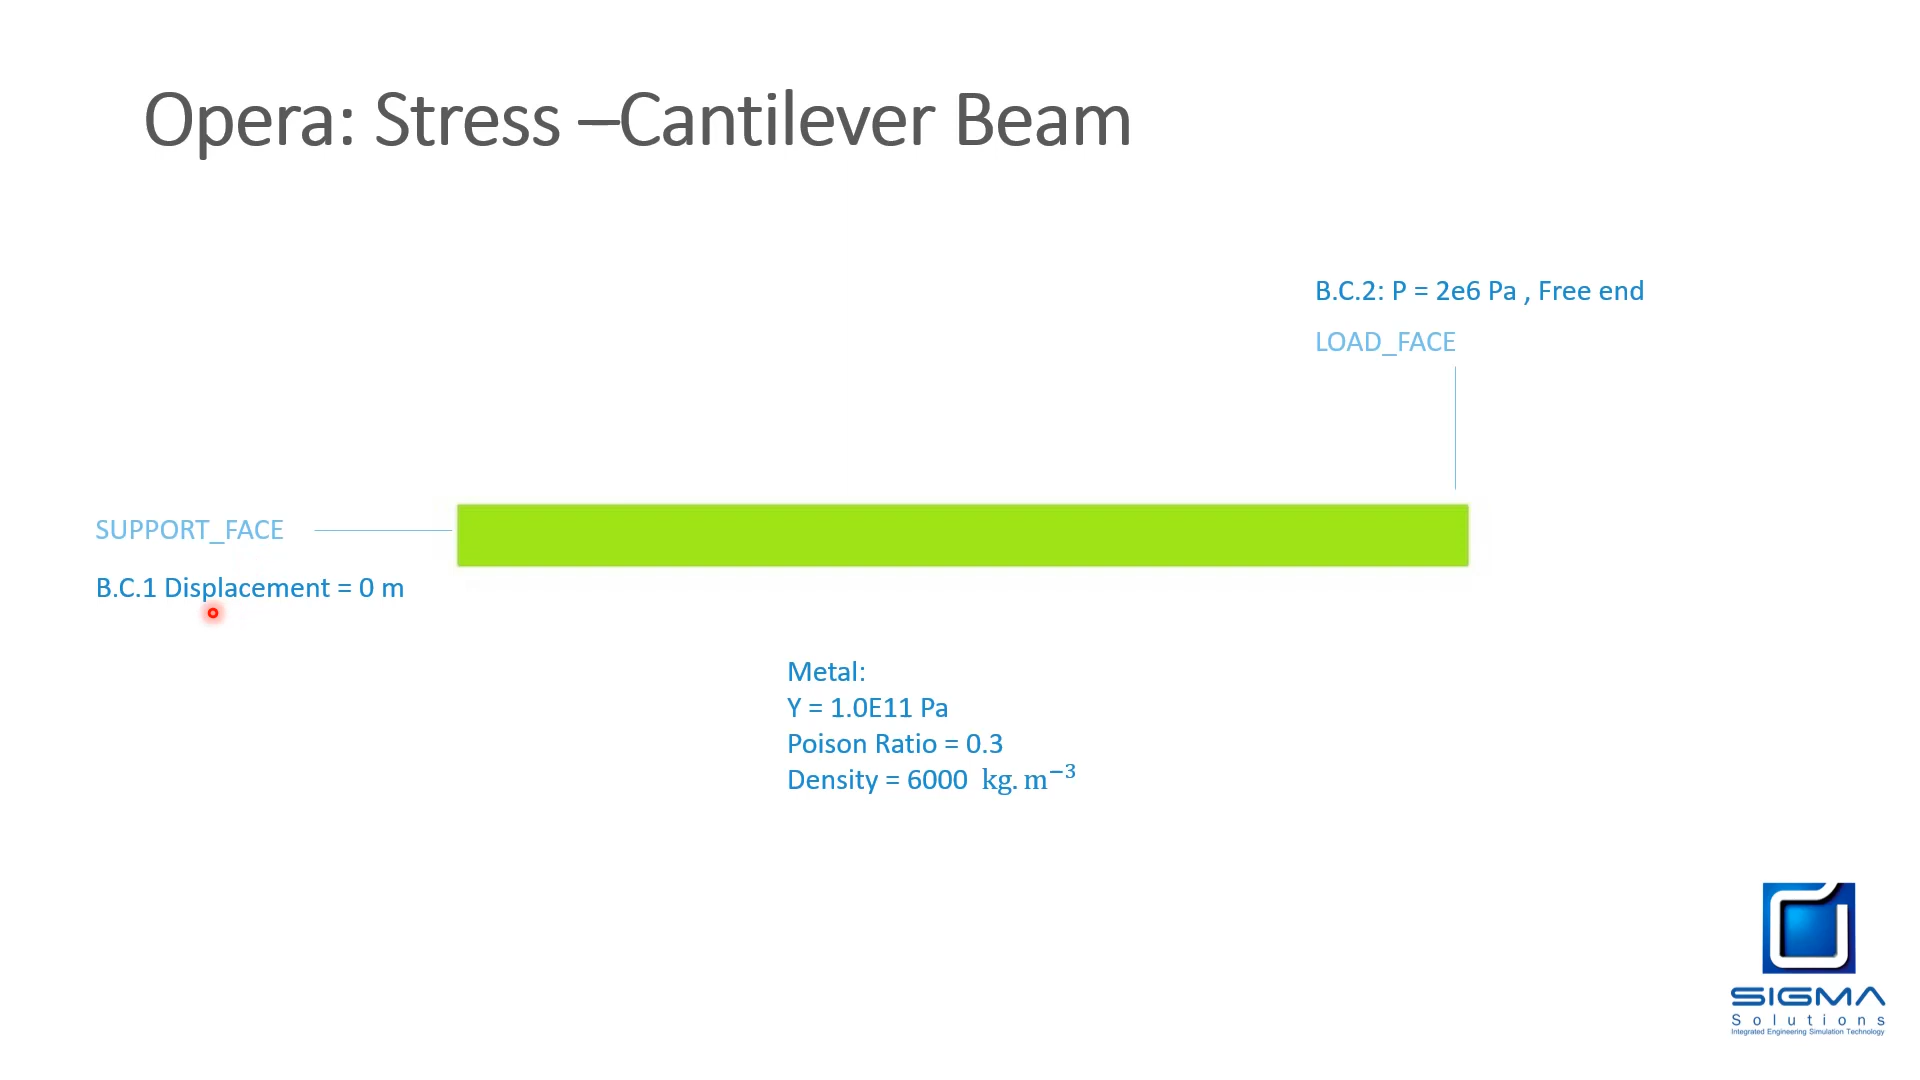 Opera: Stress –Cantilever Beam
B.C.2: P = 2e6 Pa , Free end
LOAD_FACE
SUPPORT_FACE
B.C.1 Displacement = 0 m
Metal:
Y = 1.0E11 Pa
Poison Ratio = 0.3
Density = 6000 kg. m⁻³
SIGMA
Solutions
Integrated Engineering Simulation Technology